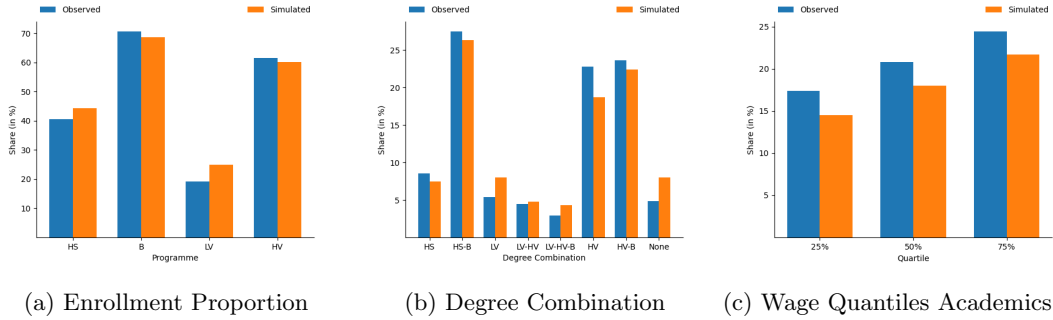 Observed Simulated
Share (in %)
70
60
50
40
30
20
10
HS B LV HV
Programme
(a) Enrollment Proportion
Observed Simulated
Share (in %)
25
20
15
10
5
HS HS-B LV LV-HV LV-HV-B HV HV-B None
Degree Combination
(b) Degree Combination
Observed Simulated
Share (in %)
25
20
15
10
5
25% 50% 75%
Quartile
(c) Wage Quantiles Academics